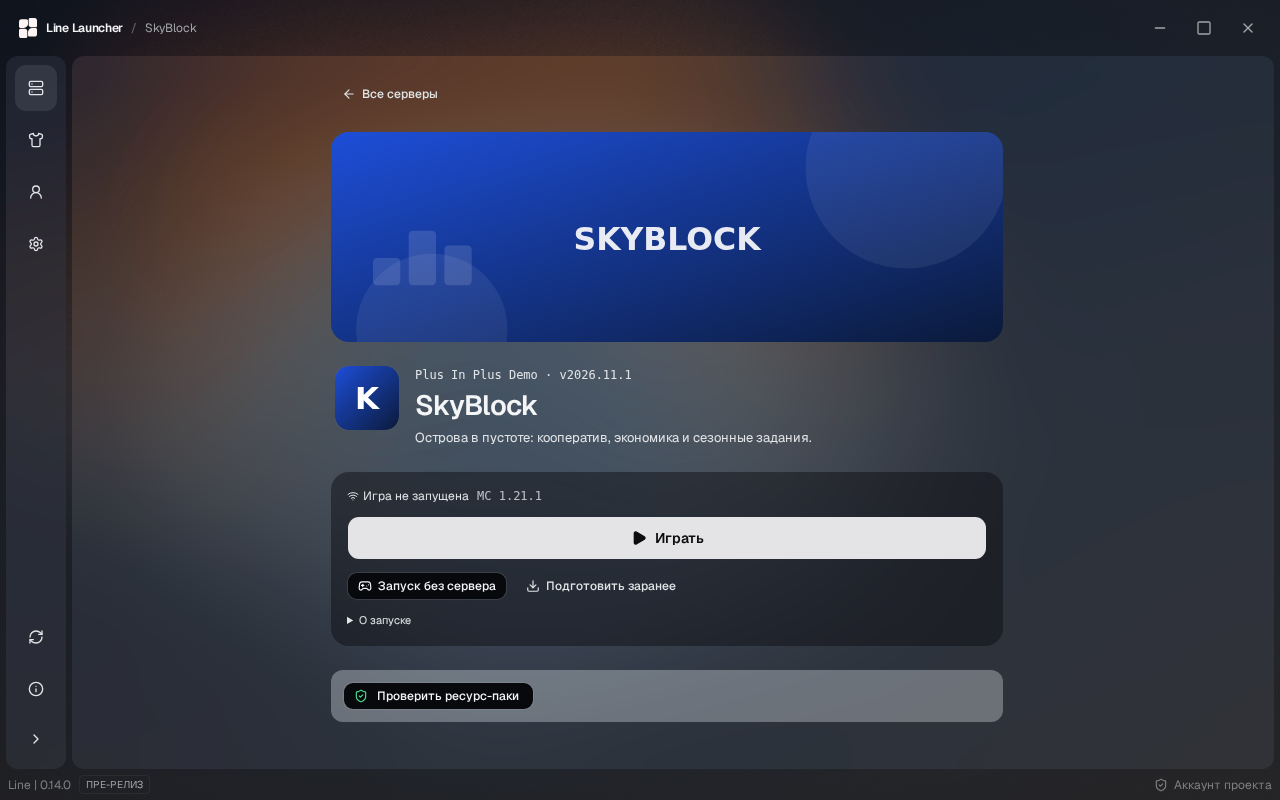 Line Launcher / SkyBlock
Все серверы
SKYBLOCK
K
Plus In Plus Demo · v2026.11.1
SkyBlock
Острова в пустоте: кооператив, экономика и сезонные задания.
Игра не запущена MC 1.21.1
Играть
Запуск без сервера Подготовить заранее
О запуске
Проверить ресурс-паки
Line | 0.14.0 ПРЕ-РЕЛИЗ Аккаунт проекта